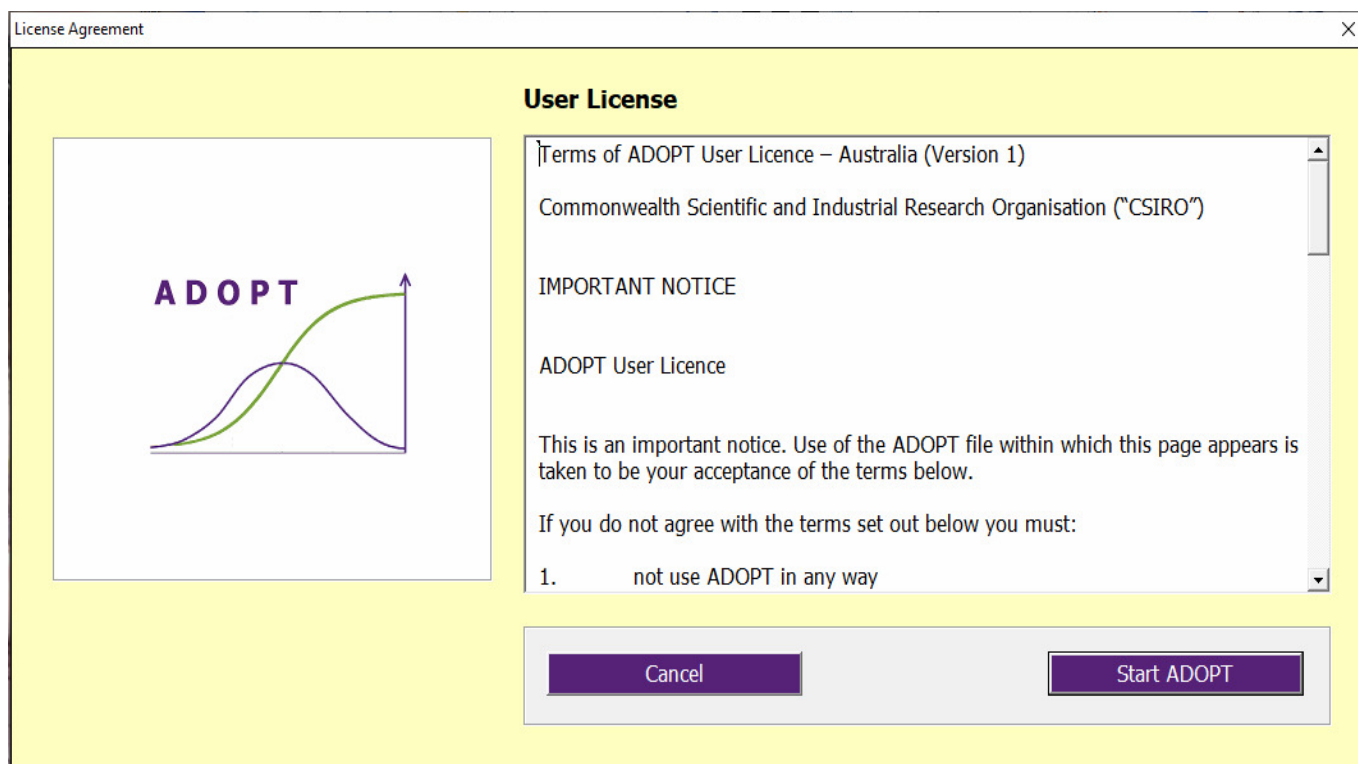 License Agreement
User License
ADOPT
Terms of ADOPT User Licence – Australia (Version 1)
Commonwealth Scientific and Industrial Research Organisation (“CSIRO”)
IMPORTANT NOTICE
ADOPT User Licence
This is an important notice. Use of the ADOPT file within which this page appears is
taken to be your acceptance of the terms below.
If you do not agree with the terms set out below you must:
1. not use ADOPT in any way
Cancel
Start ADOPT